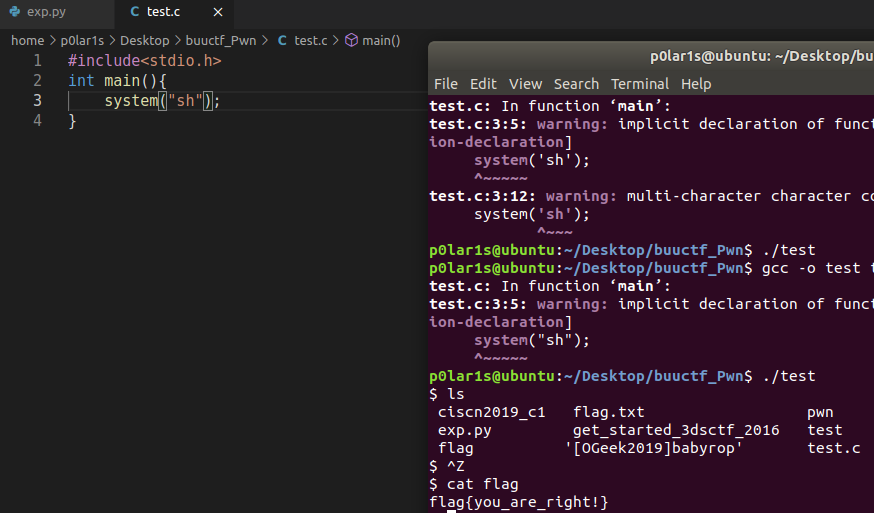 exp.py
test.c
home > p0lar1s > Desktop > buuctf_Pwn > C test.c > main()
1 #include<stdio.h>
2 int main(){
3     system("sh");
4 }
p0lar1s@ubuntu: ~/Desktop/bu
File Edit View Search Terminal Help
test.c: In function ‘main’:
test.c:3:5: warning: implicit declaration of funct
ion-declaration]
     system('sh');
     ^~~~~~
test.c:3:12: warning: multi-character character co
     system('sh');
            ^~~~
p0lar1s@ubuntu:~/Desktop/buuctf_Pwn$ ./test
p0lar1s@ubuntu:~/Desktop/buuctf_Pwn$ gcc -o test t
test.c: In function ‘main’:
test.c:3:5: warning: implicit declaration of funct
ion-declaration]
     system("sh");
     ^~~~~~
p0lar1s@ubuntu:~/Desktop/buuctf_Pwn$ ./test
$ ls
 ciscn2019_c1   flag.txt                  pwn
 exp.py         get_started_3dsctf_2016   test
 flag          '[OGeek2019]babyrop'       test.c
$ ^Z
$ cat flag
flag{you_are_right!}